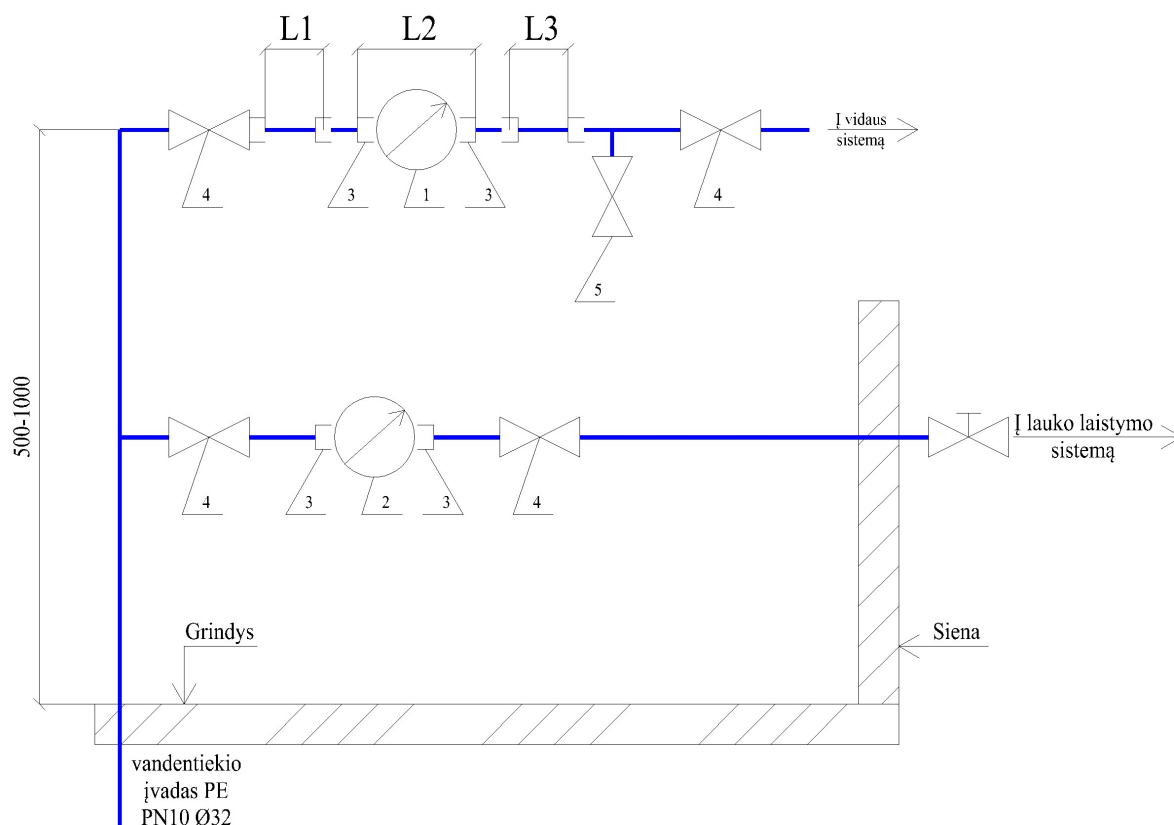 L1 L2 L3
Į vidaus
sistemą
4 3 1 3 4
5
500-1000
Į lauko laistymo
sistemą
4 3 2 3 4
Grindys
Siena
vandentiekio
įvadas PE
PN10 Ø32